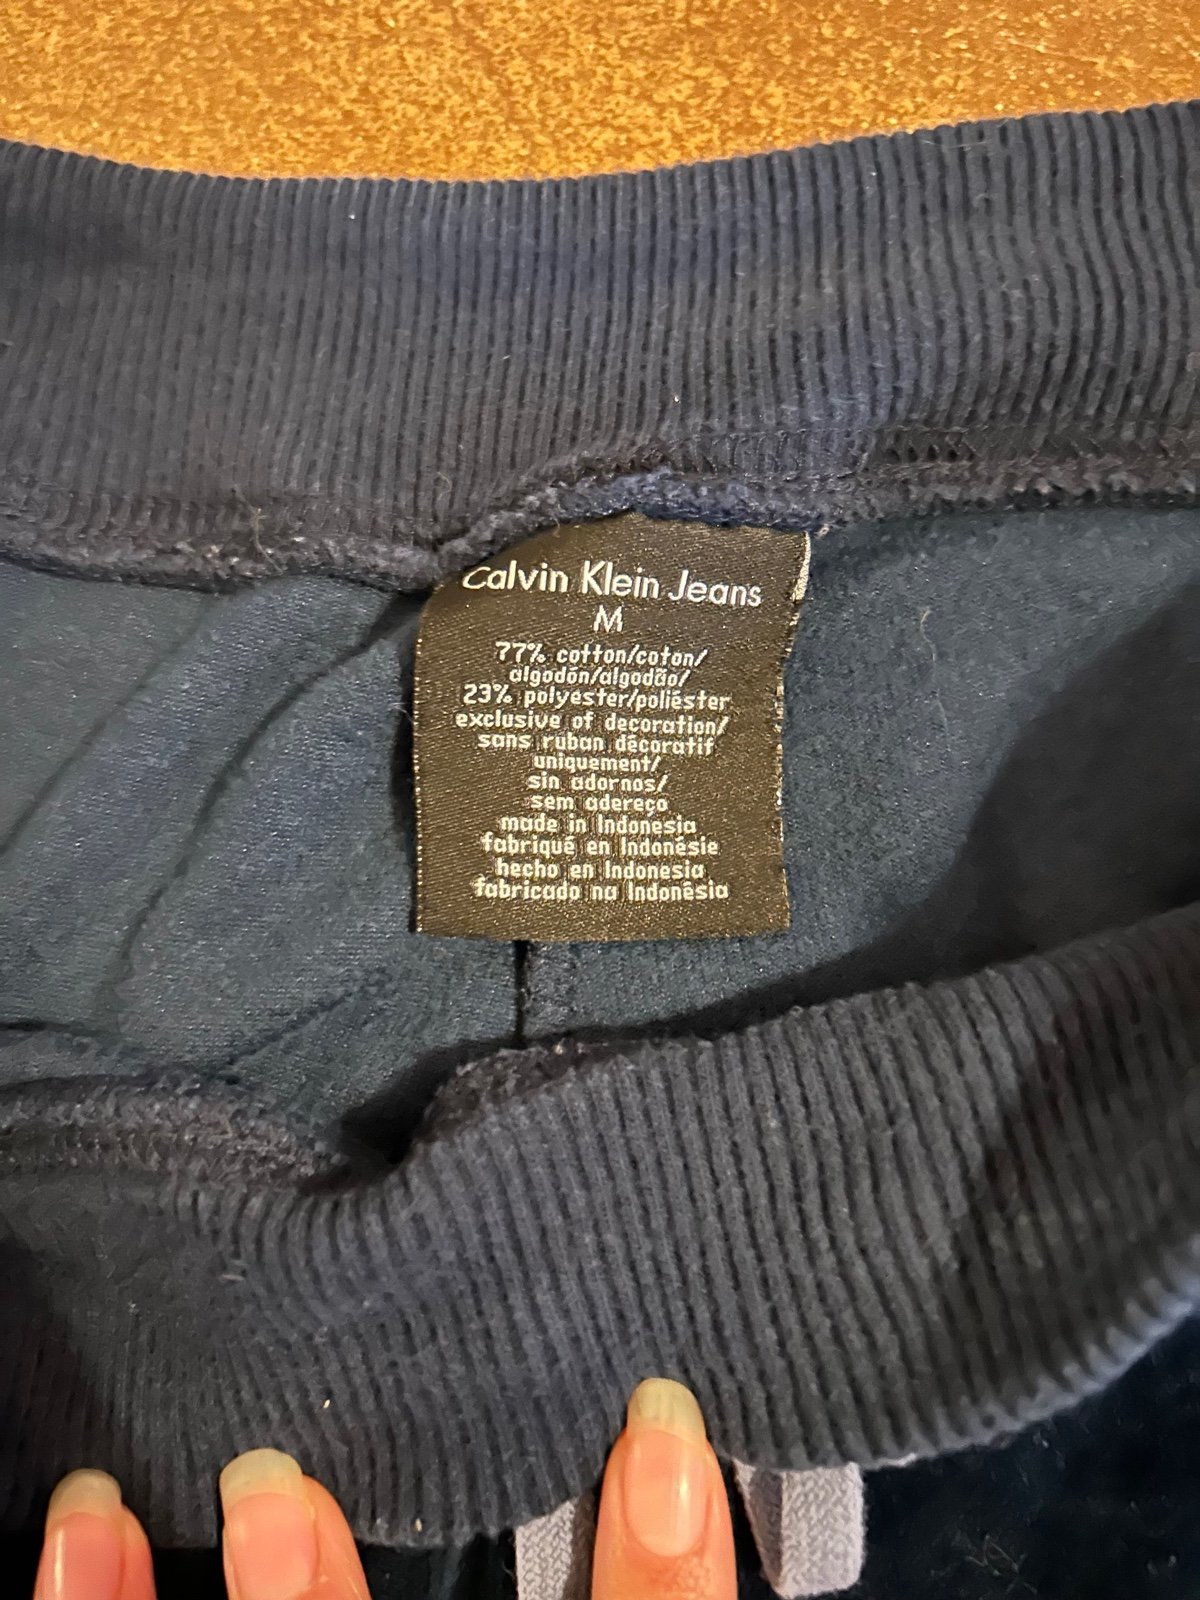 Calvin Klein Jeans
M
77% cotton/coton/
algodón/algodão/
23% polyester/poliéster
exclusive of decoration/
sans ruban décoratif
uniquement/
sin adornos/
sem adereço
made in Indonesia
fabriqué en Indonésie
hecho en Indonesia
fabricado na Indonésia